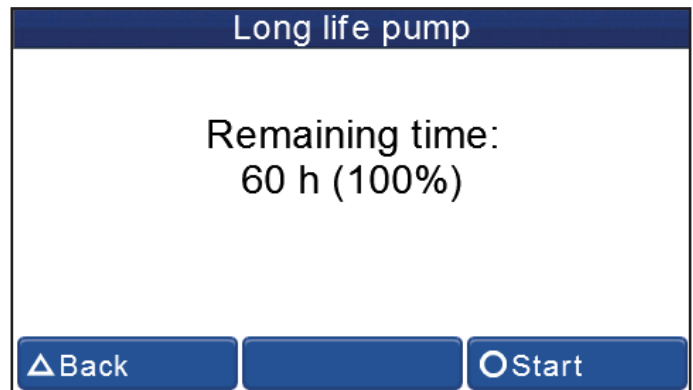 Long life pump
Remaining time:
60 h (100%)
Back
Start